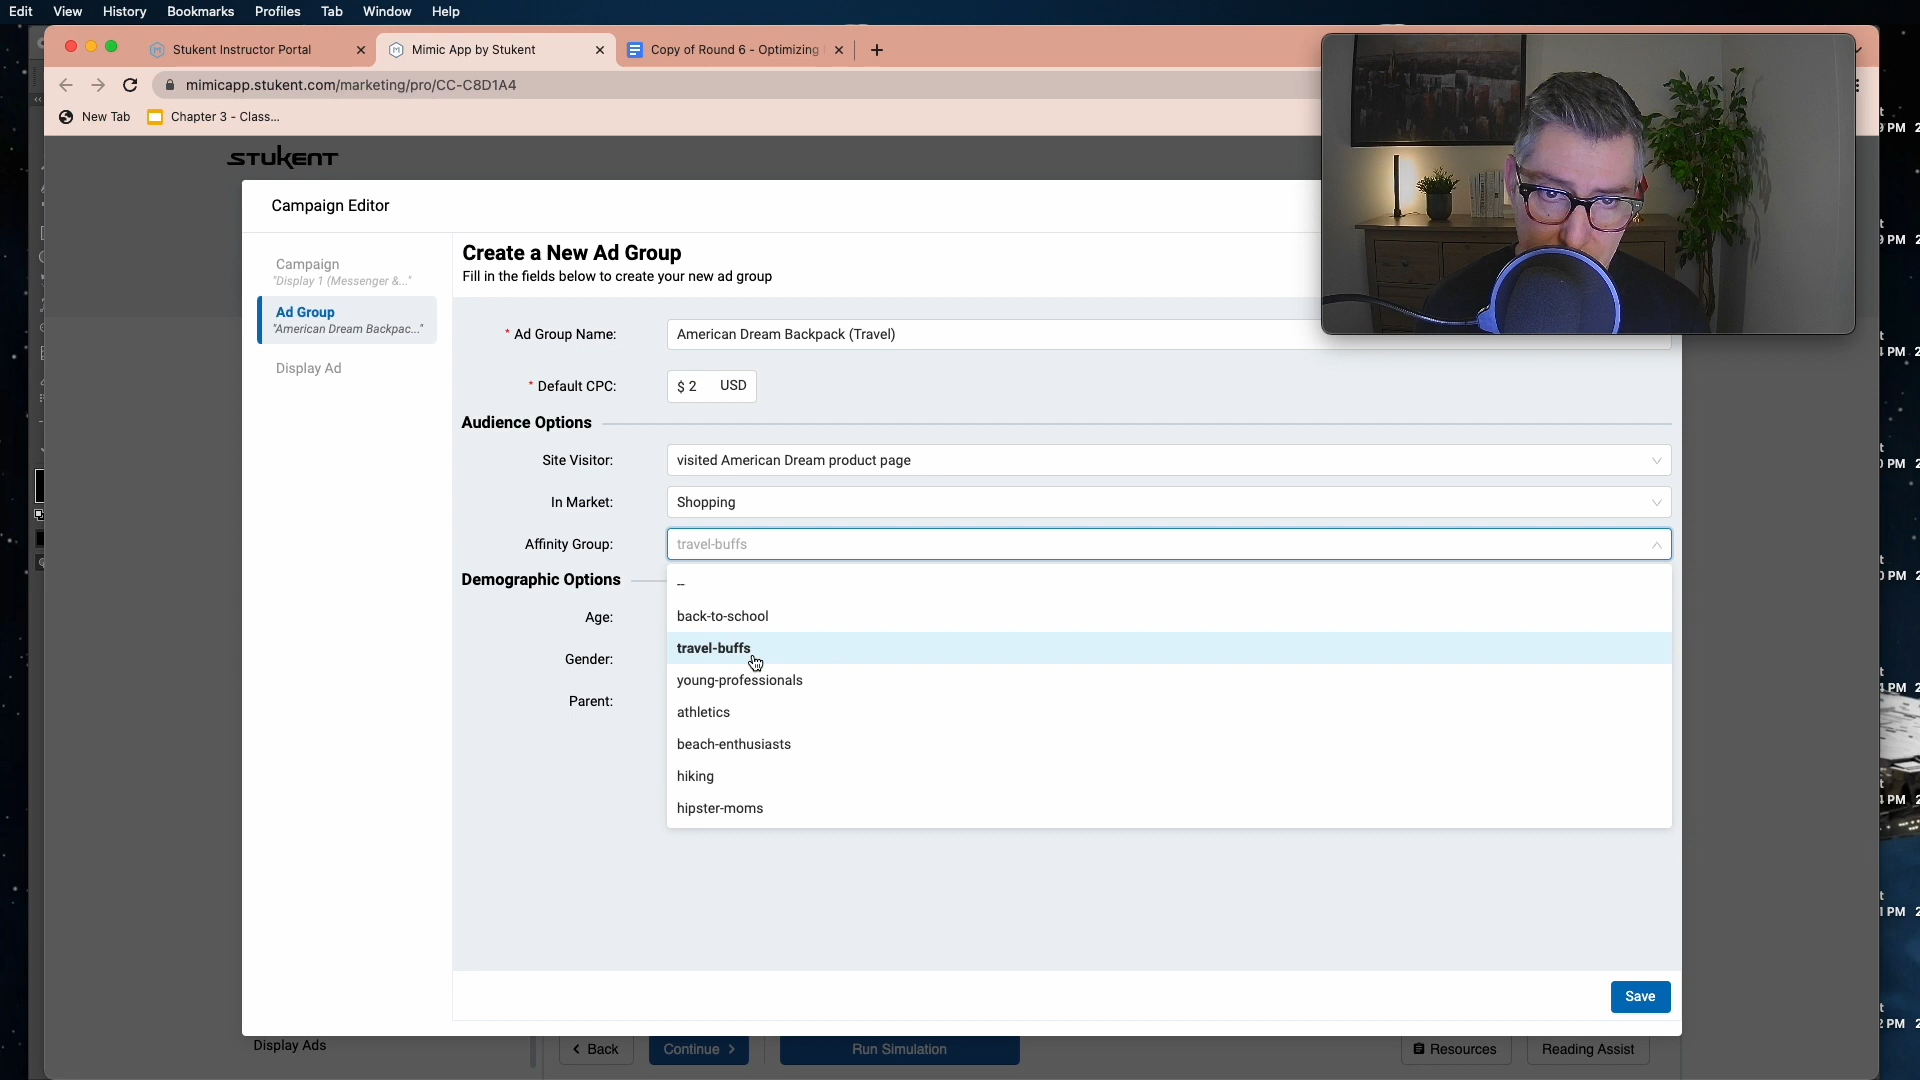 Edit View History Bookmarks Profiles Tab Window Help
Stukent Instructor Portal
Mimic App by Stukent
Copy of Round 6 - Optimizing
mimicapp.stukent.com/marketing/pro/CC-C8D1A4
New Tab
Chapter 3 - Class...
STUKENT
Campaign Editor
Campaign
"Display 1 (Messenger &..."
Ad Group
"American Dream Backpac..."
Display Ad
Create a New Ad Group
Fill in the fields below to create your new ad group
* Ad Group Name: American Dream Backpack (Travel)
* Default CPC: $ 2 USD
Audience Options
Site Visitor: visited American Dream product page
In Market: Shopping
Affinity Group: travel-buffs
--
back-to-school
travel-buffs
young-professionals
athletics
beach-enthusiasts
hiking
hipster-moms
Demographic Options
Age:
Gender:
Parent:
Save
Display Ads
< Back
Continue >
Run Simulation
Resources
Reading Assist